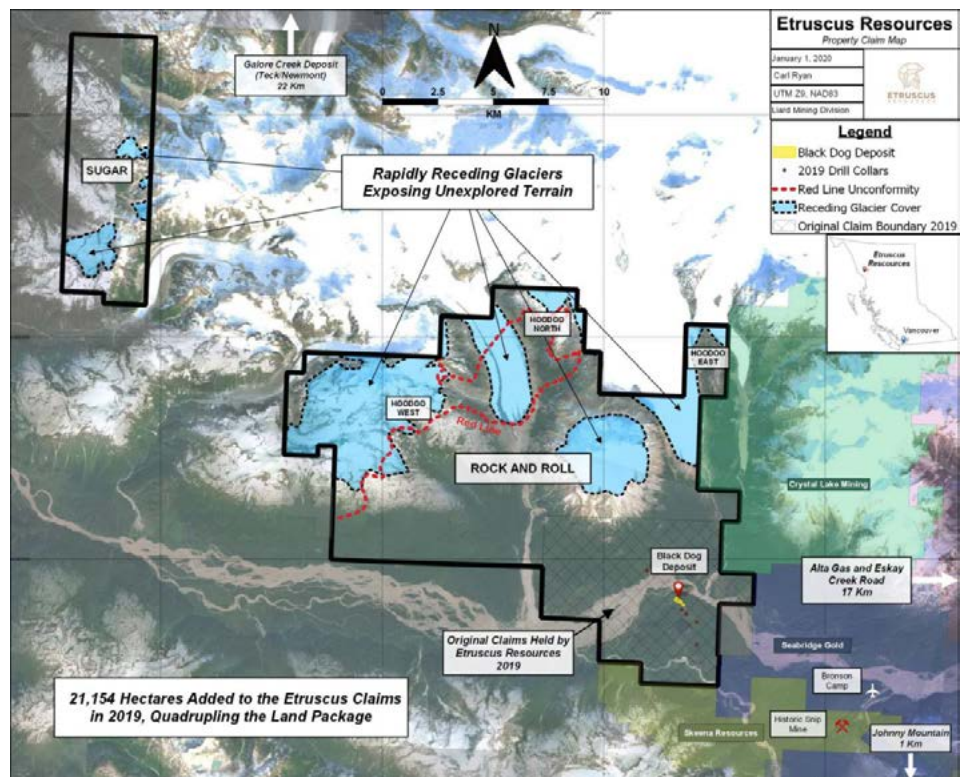 Etruscus Resources
Property Claim Map
January 1, 2020
Carl Ryan
UTM Z9, NAD83
Liard Mining Division
ETRUSCUS
RESOURCES
Legend
Black Dog Deposit
2019 Drill Collars
Red Line Unconformity
Receding Glacier Cover
Original Claim Boundary 2019
Etruscus
Rescources
Vancouver
Galore Creek Deposit
(Teck/Newmont)
22 Km
N
0
2.5
5
7.5
10
KM
SUGAR
Rapidly Receding Glaciers
Exposing Unexplored Terrain
HOODOO
NORTH
HOODOO
EAST
HOODOO
WEST
Red Line
ROCK AND ROLL
Crystal Lake Mining
Black Dog
Deposit
Alta Gas and Eskay
Creek Road
17 Km
Original Claims Held by
Etruscus Resources
2019
Seabridge Gold
Bronson
Camp
21,154 Hectares Added to the Etruscus Claims
in 2019, Quadrupling the Land Package
Skeena Resources
Historic Snip
Mine
Johnny Mountain
1 Km